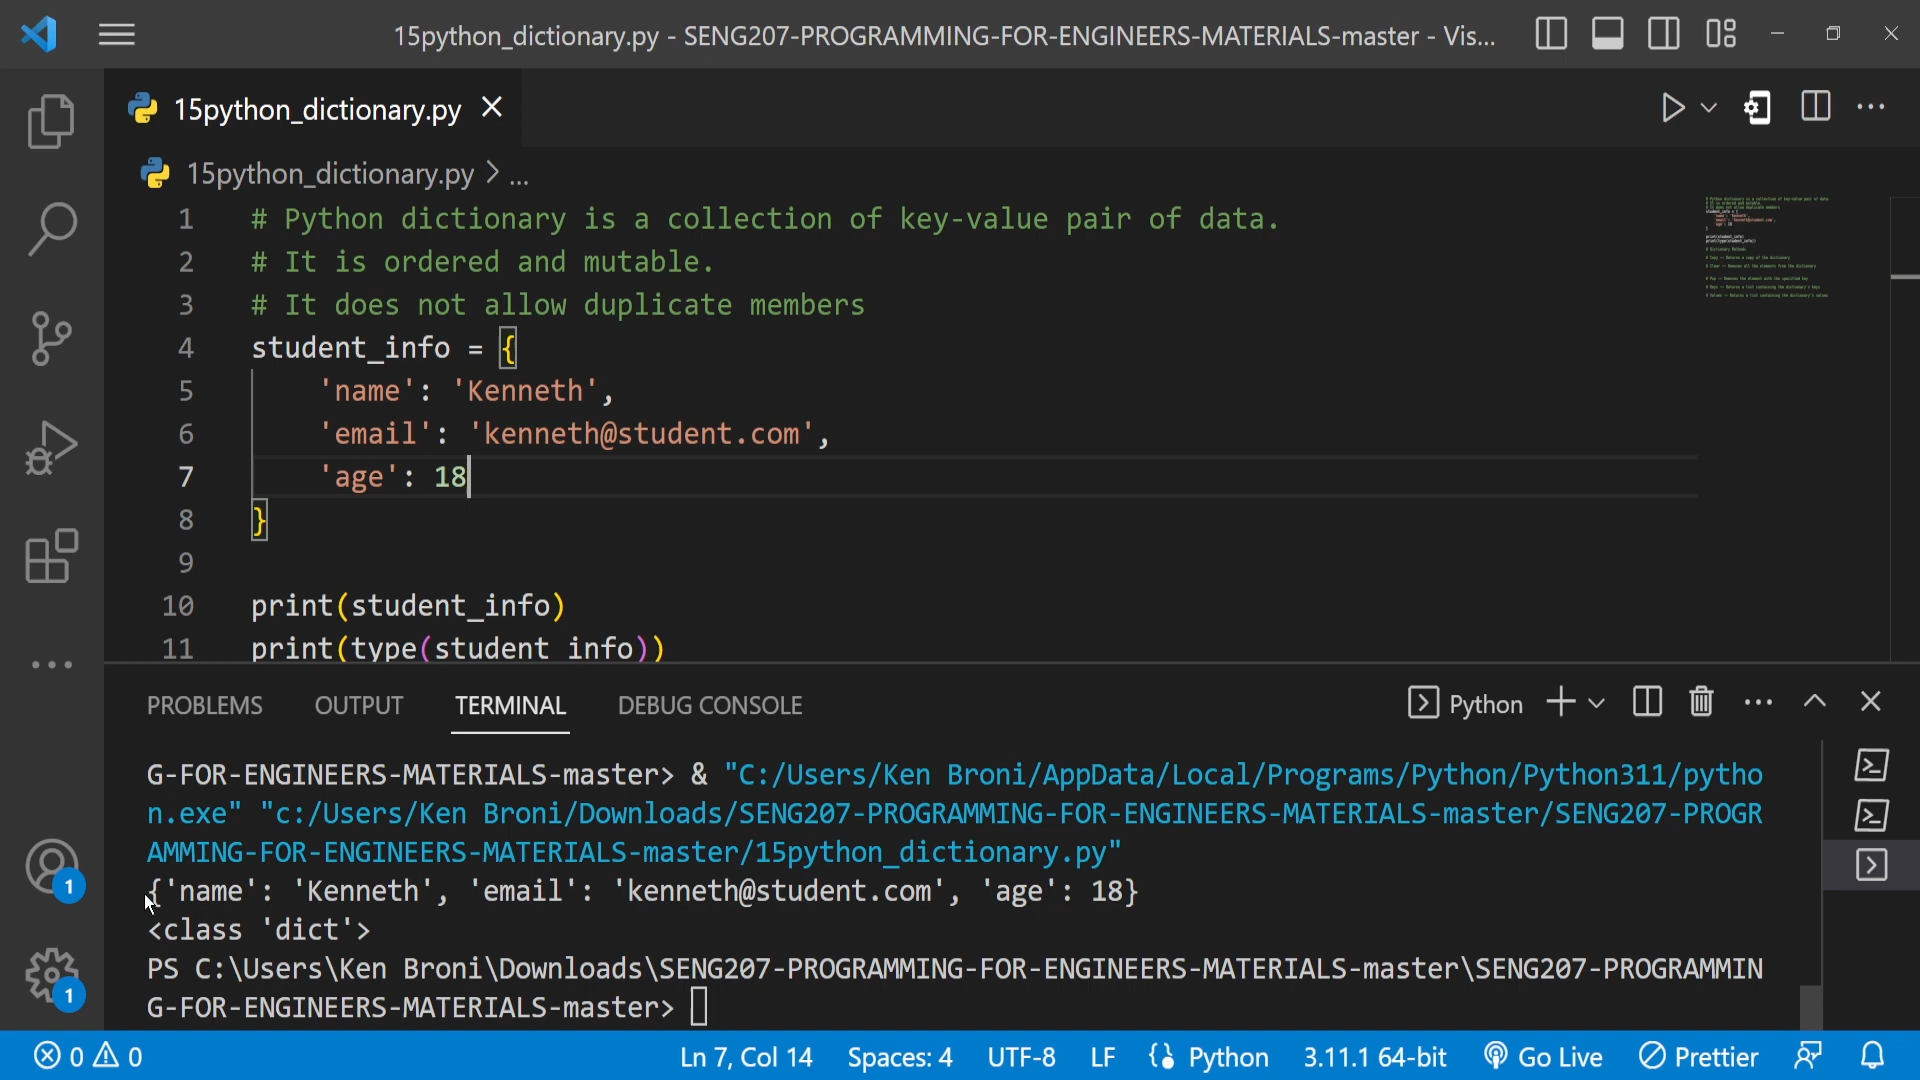 15python_dictionary.py - SENG207-PROGRAMMING-FOR-ENGINEERS-MATERIALS-master - Vis...
15python_dictionary.py
15python_dictionary.py > ...
1 # Python dictionary is a collection of key-value pair of data.
2 # It is ordered and mutable.
3 # It does not allow duplicate members
4 student_info = {
5 'name': 'Kenneth',
6 'email': 'kenneth@student.com',
7 'age': 18
8 }
9
10 print(student_info)
11 print(type(student_info))
PROBLEMS OUTPUT TERMINAL DEBUG CONSOLE Python
G-FOR-ENGINEERS-MATERIALS-master> & "C:/Users/Ken Broni/AppData/Local/Programs/Python/Python311/pytho
n.exe" "c:/Users/Ken Broni/Downloads/SENG207-PROGRAMMING-FOR-ENGINEERS-MATERIALS-master/SENG207-PROGR
AMMING-FOR-ENGINEERS-MATERIALS-master/15python_dictionary.py"
{'name': 'Kenneth', 'email': 'kenneth@student.com', 'age': 18}
<class 'dict'>
PS C:\Users\Ken Broni\Downloads\SENG207-PROGRAMMING-FOR-ENGINEERS-MATERIALS-master\SENG207-PROGRAMMIN
G-FOR-ENGINEERS-MATERIALS-master>
1
1
0 0 Ln 7, Col 14 Spaces: 4 UTF-8 LF Python 3.11.1 64-bit Go Live Prettier